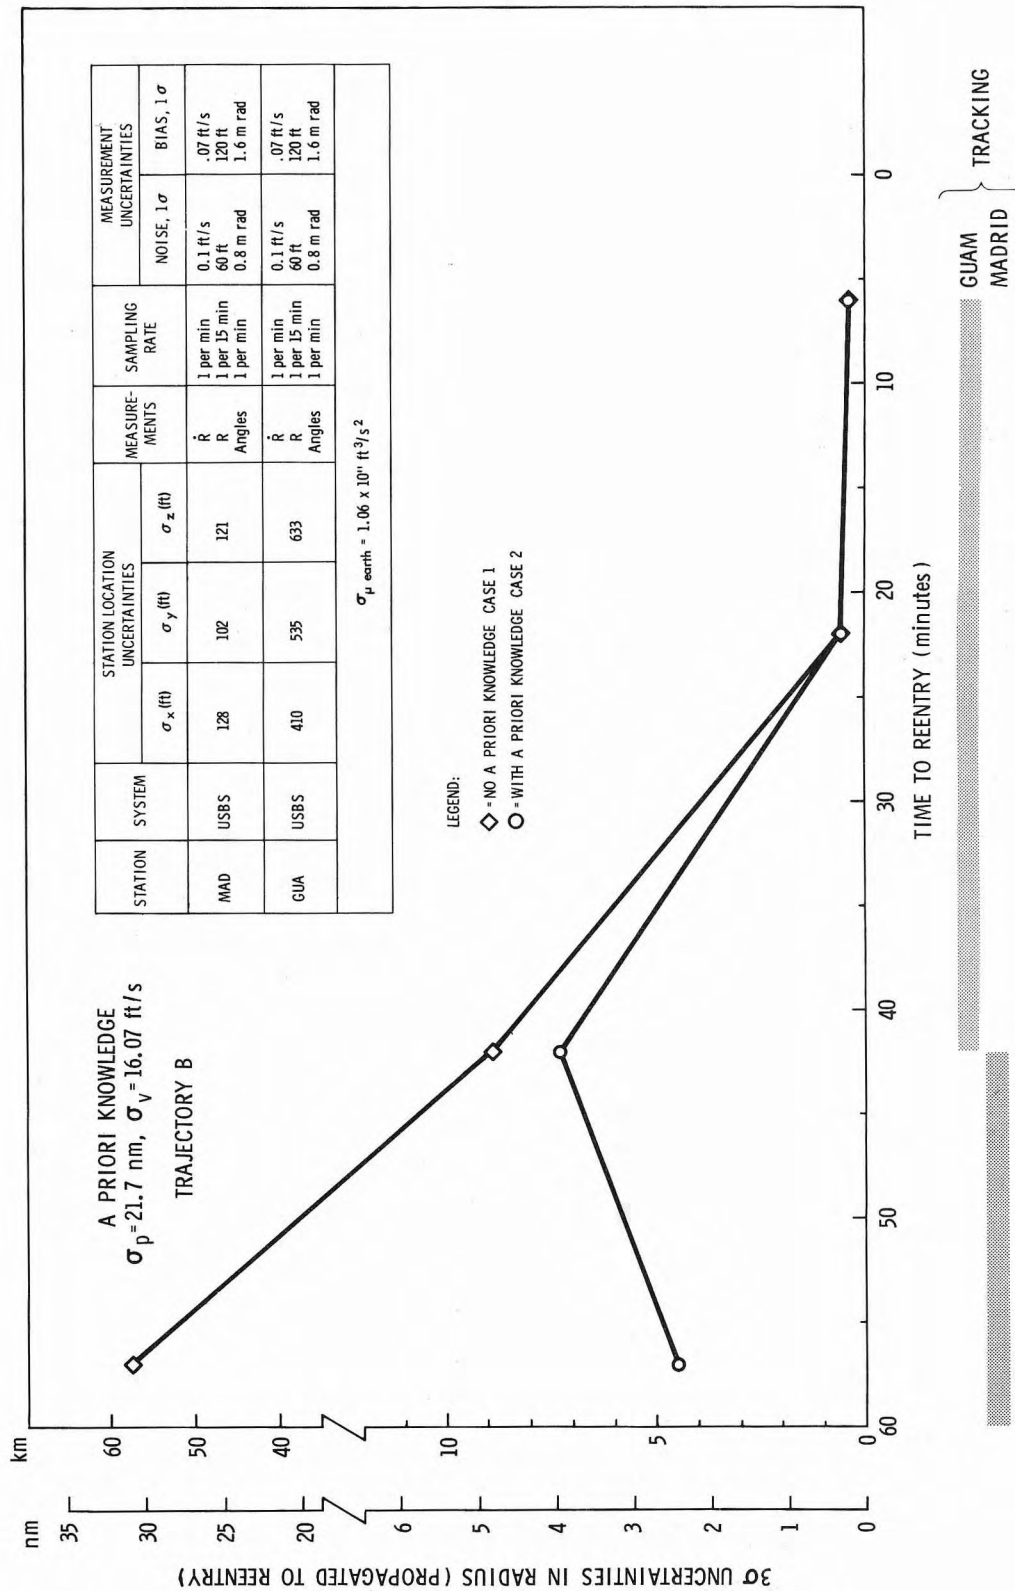 A PRIORI KNOWLEDGE
σp=21.7 nm, σV=16.07 ft/s
TRAJECTORY B
STATION SYSTEM STATION LOCATION UNCERTAINTIES MEASURE-MENTS SAMPLING RATE MEASUREMENT UNCERTAINTIES
σx(ft) σy(ft) σz(ft) NOISE, 1σ BIAS, 1σ
MAD USBS 128 102 121 Ṙ 1 per min 0.1 ft/s .07 ft/s
R 1 per 15 min 60 ft 120 ft
Angles 1 per min 0.8 m rad 1.6 m rad
GUA USBS 410 535 633 Ṙ 1 per min 0.1 ft/s .07 ft/s
R 1 per 15 min 60 ft 120 ft
Angles 1 per min 0.8 m rad 1.6 m rad
σμ earth = 1.06 x 10¹¹ ft³/s²
LEGEND:
◇ = NO A PRIORI KNOWLEDGE CASE 1
○ = WITH A PRIORI KNOWLEDGE CASE 2
3σ UNCERTAINTIES IN RADIUS (PROPAGATED TO REENTRY)
nm
35
30
25
20
6
5
4
3
2
1
0
km
60
50
40
30
20
10
5
0
60 50 40 30 20 10 0
TIME TO REENTRY (minutes)
GUAM
MADRID
TRACKING